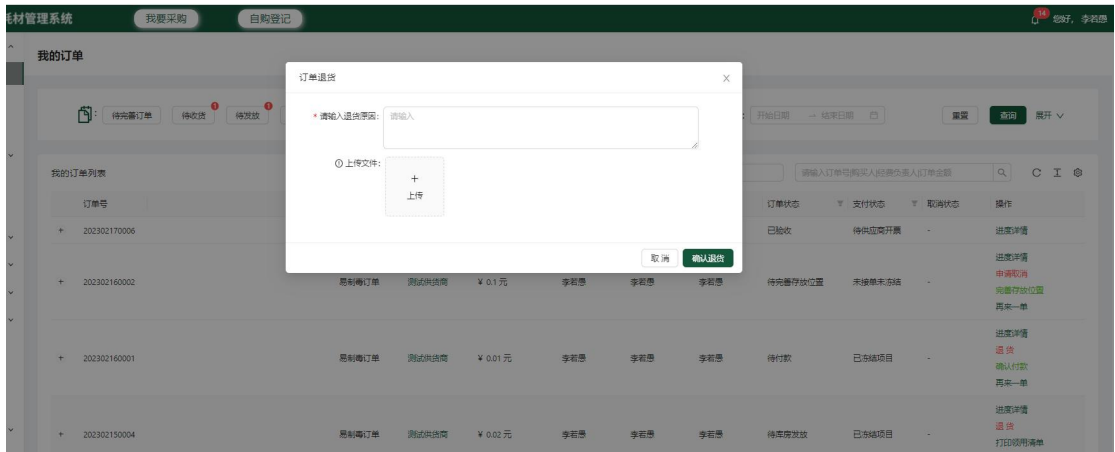 耗材管理系统 我要采购 自购登记 14 您好, 李若愚
我的订单
订单退货
待完善订单 待收货 1 待发放 1
* 请输入退货原因: 请输入
: 开始日期 → 结束日期 重置 查询 展开
上传文件:
+
上传
我的订单列表 请输入订单号|购买人|经费负责人|订单金额
订单号 订单状态 支付状态 取消状态 操作
+ 202302170006 已验收 待供应商开票 - 进度详情
取消 确认退货
进度详情
申请取消
+ 202302160002 易制毒订单 测试供货商 ¥ 0.1 元 李若愚 李若愚 李若愚 待完善存放位置 未接单未冻结 -
完善存放位置
再来一单
进度详情
退货
+ 202302160001 易制毒订单 测试供货商 ¥ 0.01 元 李若愚 李若愚 李若愚 待付款 已冻结项目 -
确认付款
再来一单
进度详情
退货
+ 202302150004 易制毒订单 测试供货商 ¥ 0.02 元 李若愚 李若愚 李若愚 待库房发放 已冻结项目 -
打印领用清单